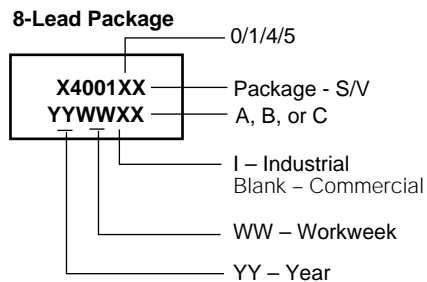 8-Lead Package
0/1/4/5
X4001XX
Package - S/V
YYWWXX
A, B, or C
I – Industrial
Blank – Commercial
WW – Workweek
YY – Year